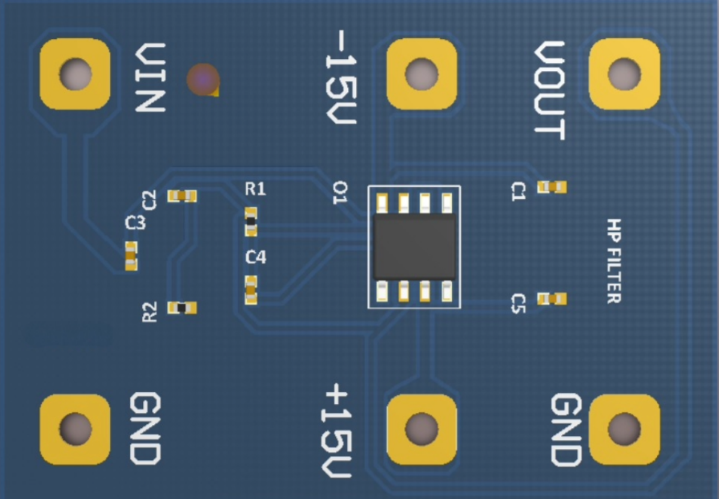 VIN
-15V
VOUT
C2
R1
O1
C1
C3
HP FILTER
C4
R2
C5
GND
+15V
GND